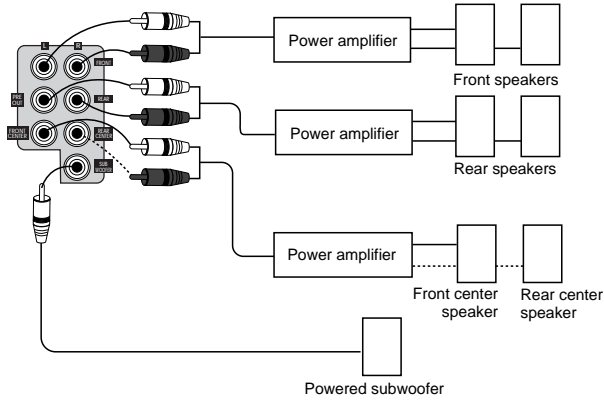 L R
FRONT
PRE
OUT
REAR
FRONT
CENTER
REAR
CENTER
SUB
WOOFER
Power amplifier
Front speakers
Power amplifier
Rear speakers
Power amplifier
Front center
speaker
Rear center
speaker
Powered subwoofer